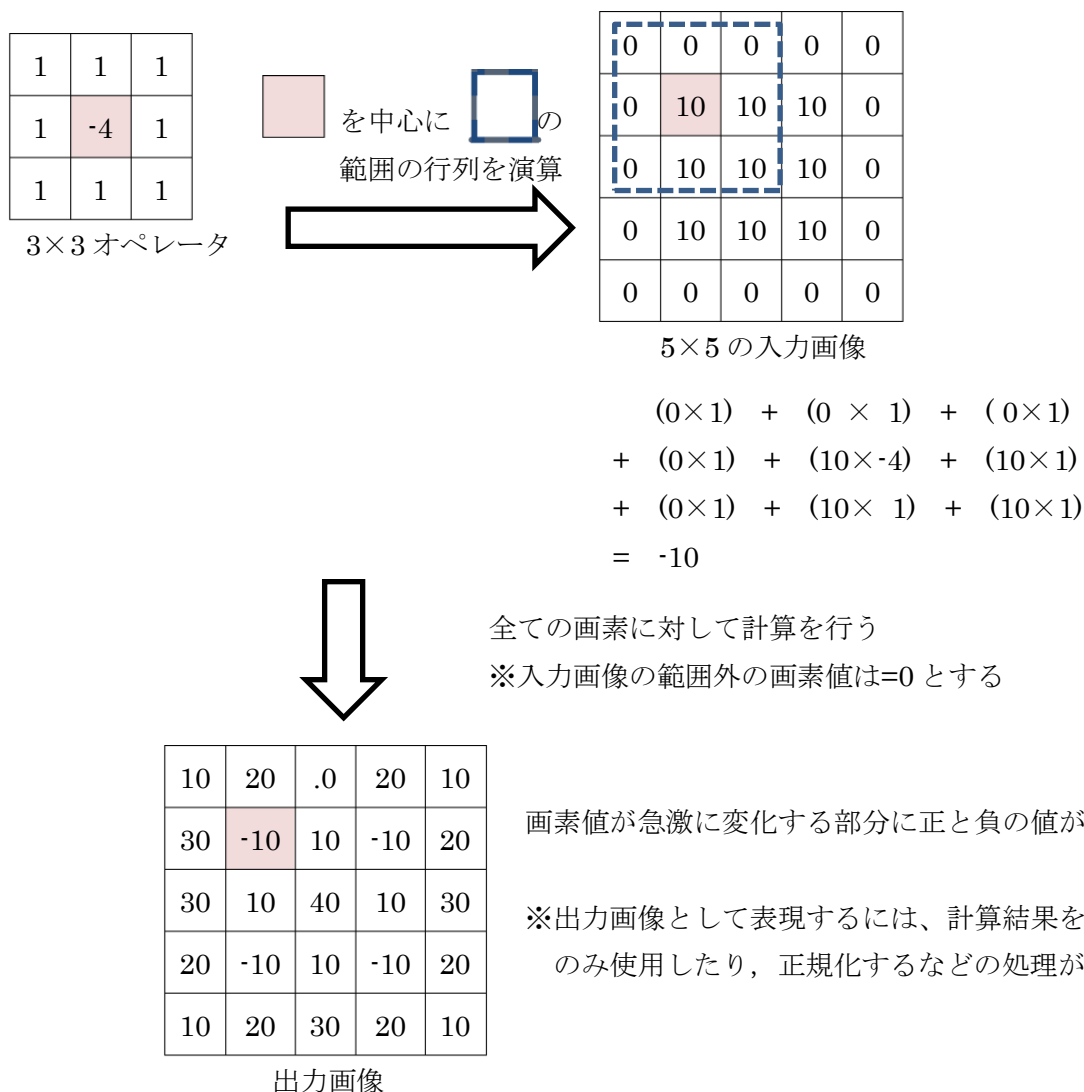 1 1 1
1 -4 1
1 1 1
3×3 オペレータ
を中心に の
範囲の行列を演算
0 0 0 0 0
0 10 10 10 0
0 10 10 10 0
0 10 10 10 0
0 0 0 0 0
5×5 の入力画像
(0×1) + (0 × 1) + ( 0×1)
+ (0×1) + (10×-4) + (10×1)
+ (0×1) + (10× 1) + (10×1)
= -10
全ての画素に対して計算を行う
※入力画像の範囲外の画素値は=0 とする
10 20 .0 20 10
30 -10 10 -10 20
30 10 40 10 30
20 -10 10 -10 20
10 20 30 20 10
出力画像
画素値が急激に変化する部分に正と負の値が
※出力画像として表現するには、計算結果を
のみ使用したり，正規化するなどの処理が